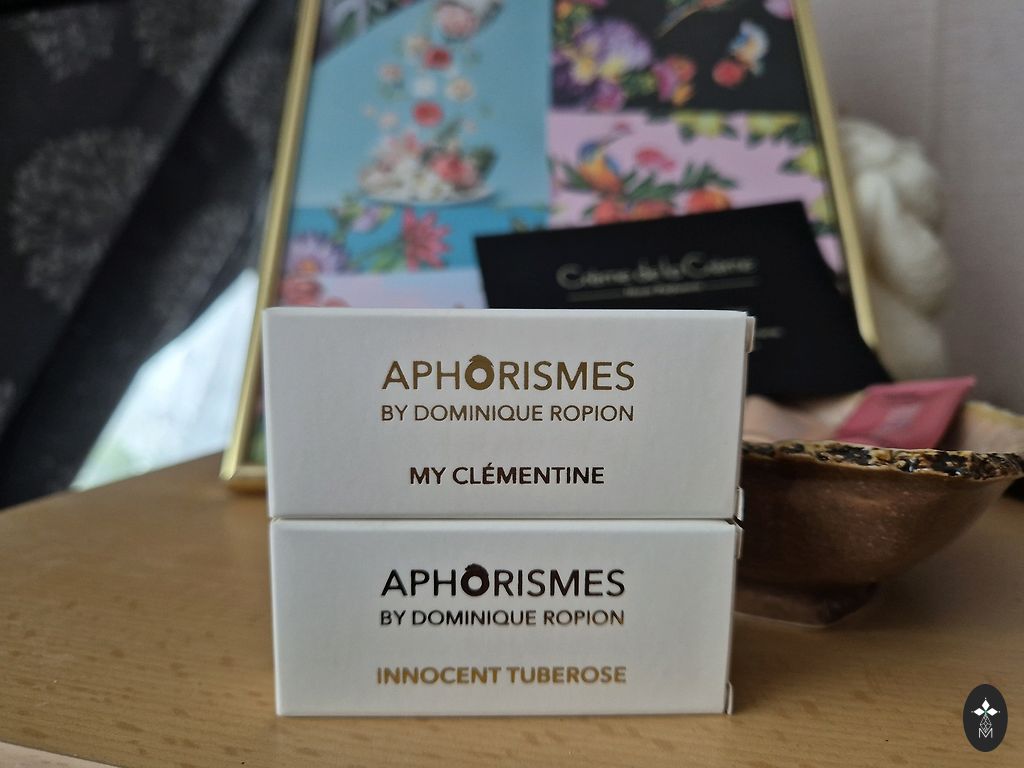 Crème de la Crème
APHORISMES
BY DOMINIQUE ROPION
MY CLÉMENTINE
APHORISMES
BY DOMINIQUE ROPION
INNOCENT TUBEROSE
M